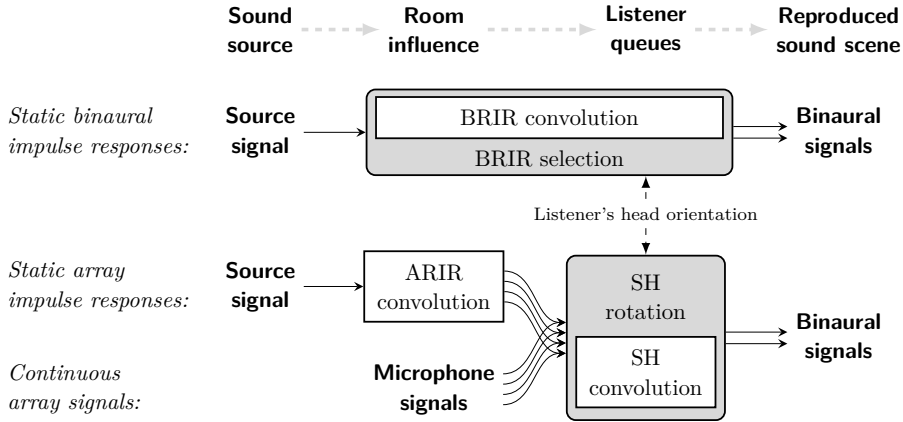 Sound
source
Room
influence
Listener
queues
Reproduced
sound scene
Static binaural
impulse responses:
Source
signal
BRIR convolution
BRIR selection
Binaural
signals
Listener's head orientation
Static array
impulse responses:
Source
signal
ARIR
convolution
SH
rotation
SH
convolution
Binaural
signals
Continuous
array signals:
Microphone
signals